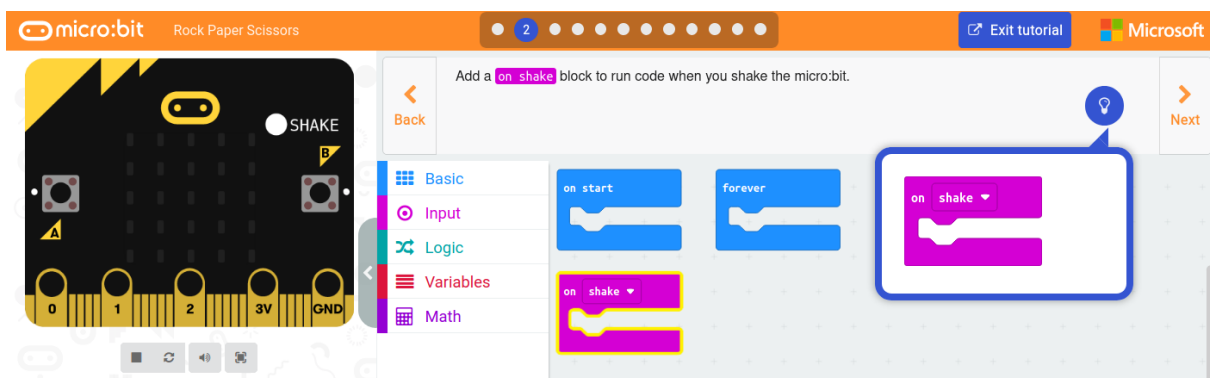 micro:bit Rock Paper Scissors 2 Exit tutorial Microsoft
Add a on shake block to run code when you shake the micro:bit.
Back
Next
SHAKE
B
A
0 1 2 3V GND
Basic
Input
Logic
Variables
Math
on start
forever
on shake
on shake